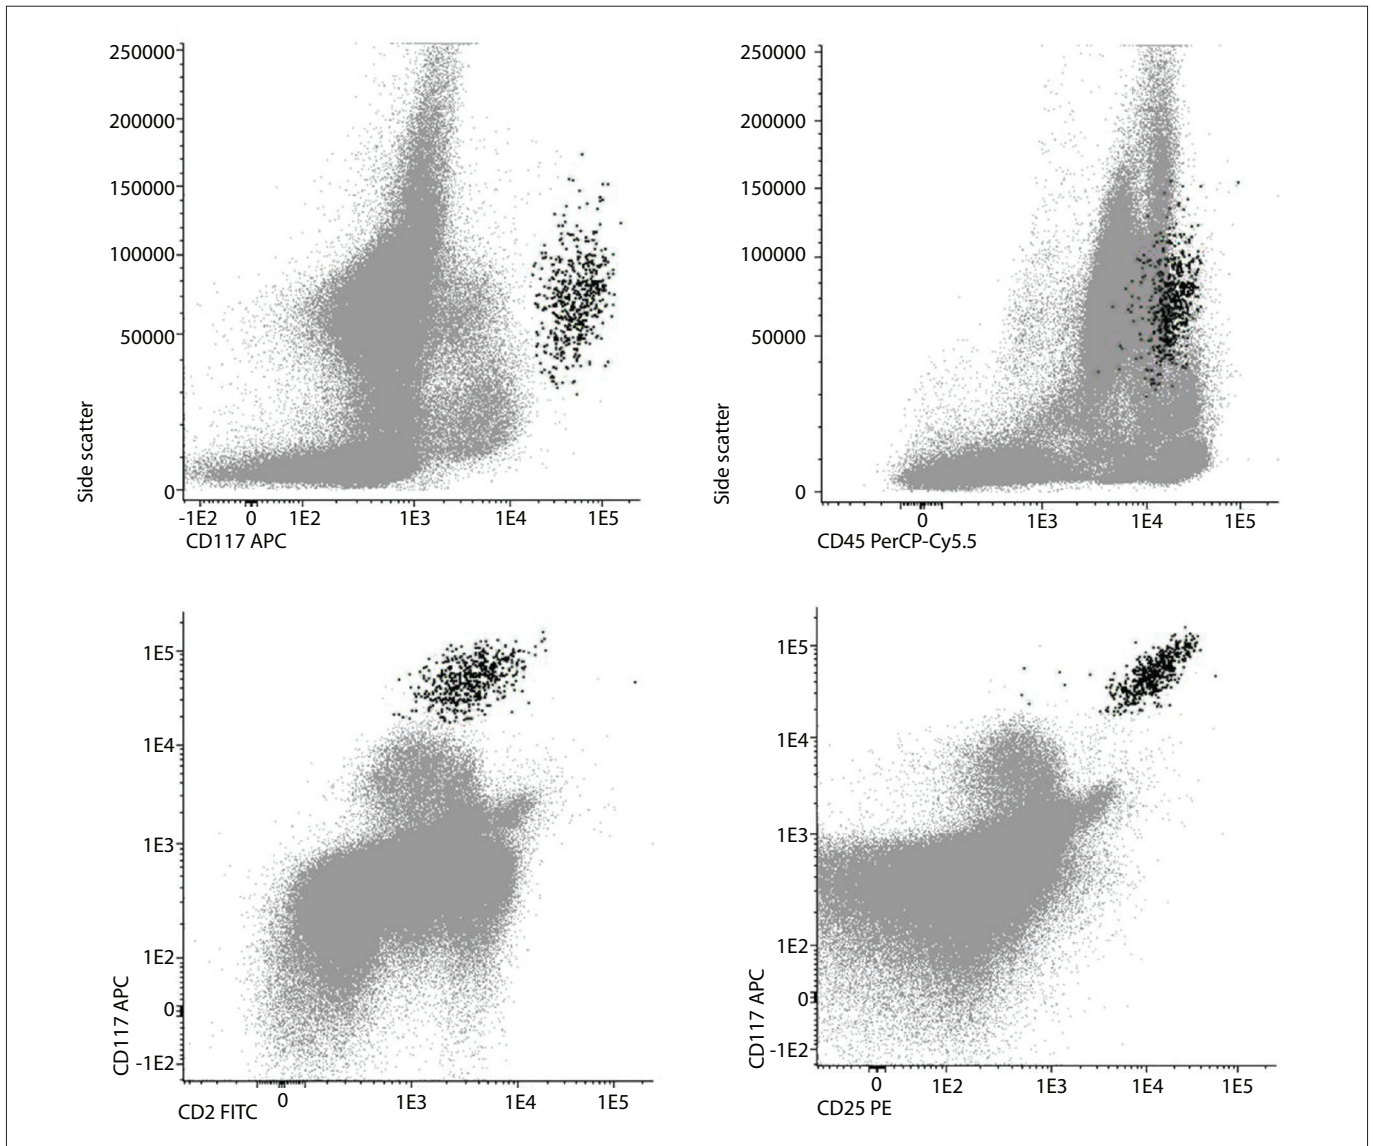 250000
200000
150000
100000
50000
0
Side scatter
-1E2 0 1E2 1E3 1E4 1E5
CD117 APC
250000
200000
150000
100000
50000
0
Side scatter
0 1E3 1E4 1E5
CD45 PerCP-Cy5.5
1E5
1E4
1E3
1E2
0
-1E2
CD117 APC
0 1E3 1E4 1E5
CD2 FITC
1E5
1E4
1E3
1E2
0
-1E2
CD117 APC
0 1E2 1E3 1E4 1E5
CD25 PE